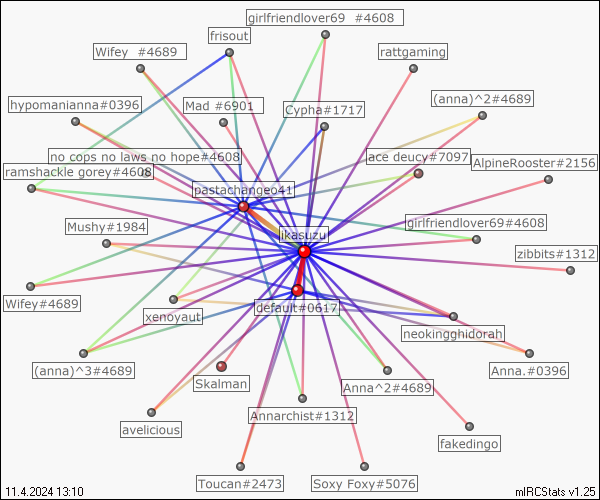 girlfriendlover69 #4608
frisout
Wifey #4689
rattgaming
hypomanianna#0396
Mad #6901
Cypha#1717
(anna)^2#4689
no cops no laws no hope#4608
ace deucy#7097
ramshackle gorey#4608
AlpineRooster#2156
pastachangeo41
Mushy#1984
jkasuzu
girlfriendlover69#4608
zibbits#1312
Wifey#4689
xenoyaut
default#0617
neokingghidorah
(anna)^3#4689
Skalman
Anna^2#4689
Anna.#0396
avelicious
Annarchist#1312
fakedingo
Toucan#2473
Soxy Foxy#5076
11.4.2024 13:10
mIRCStats v1.25